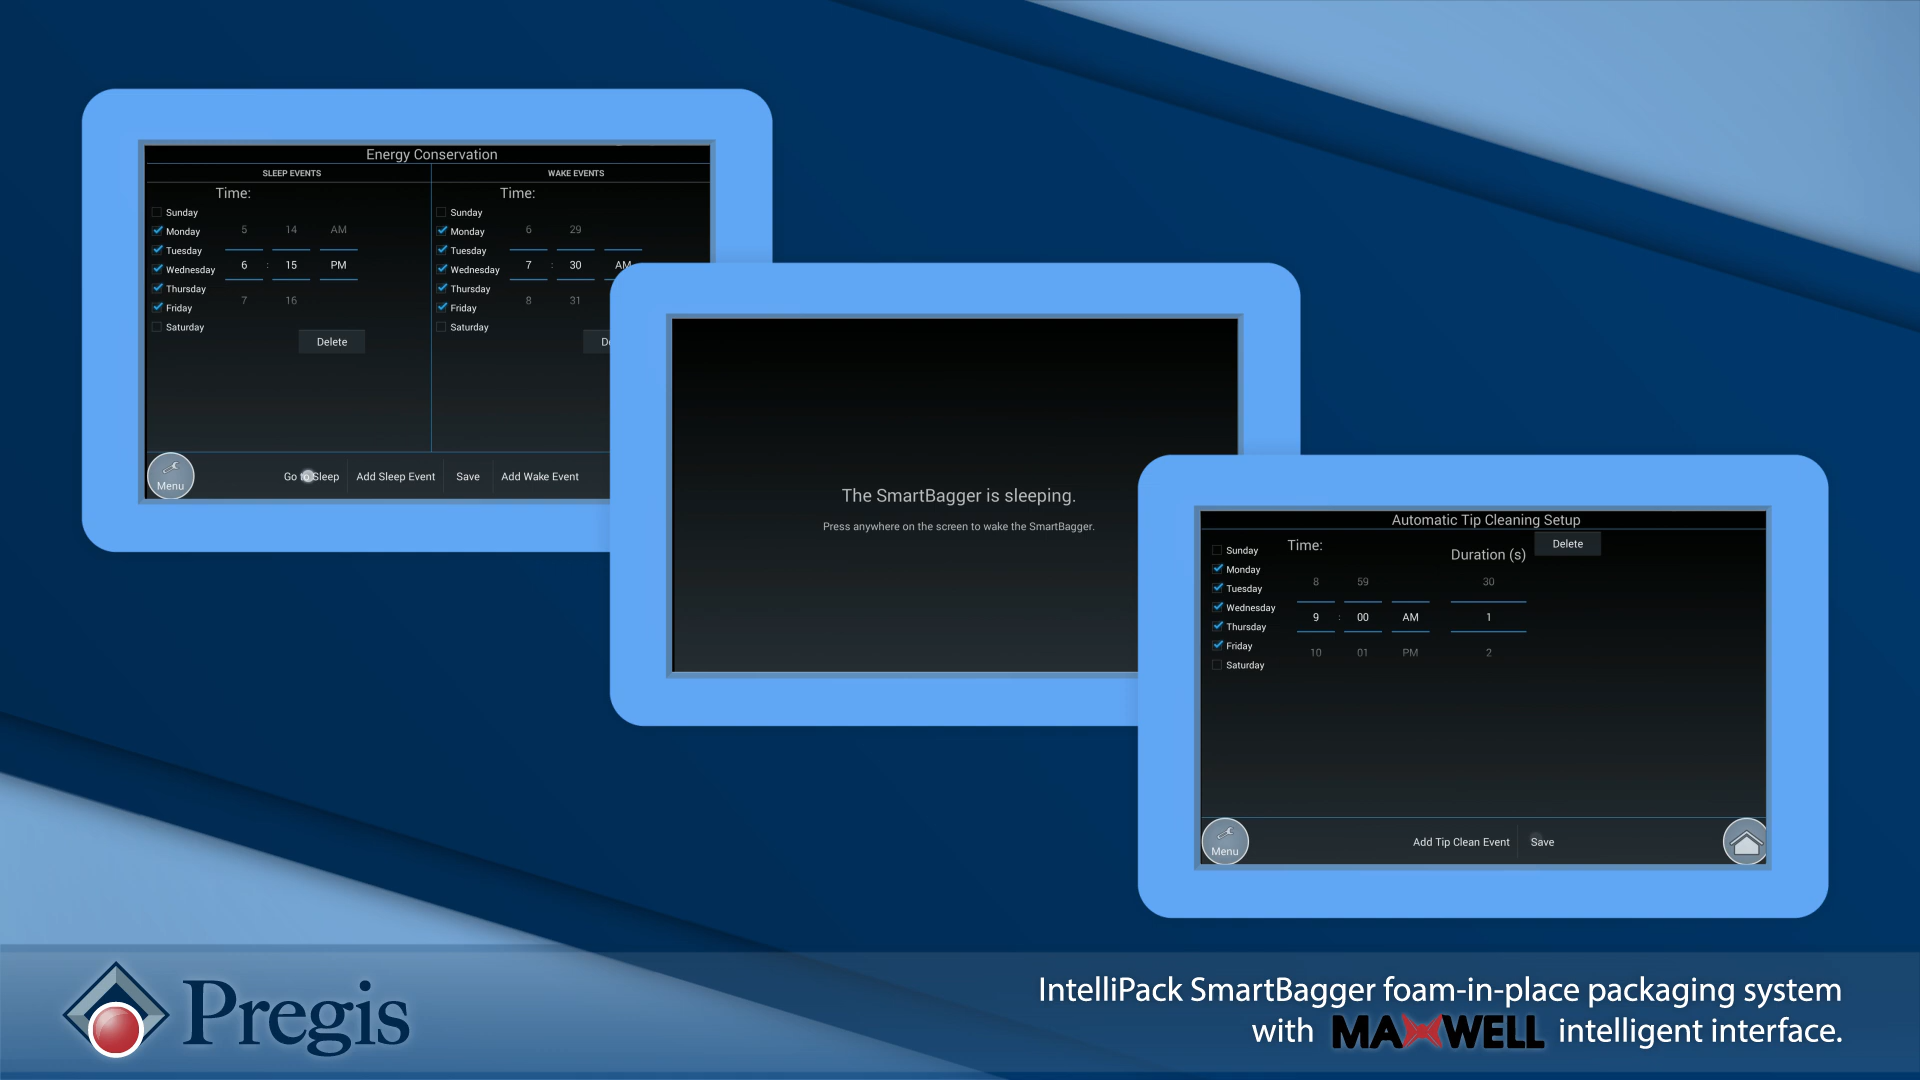 Energy Conservation
SLEEP EVENTS
Time:
Sunday
Monday
Tuesday
Wednesday
Thursday
Friday
Saturday
5 14 AM
6 : 15 PM
7 16
Delete
WAKE EVENTS
Time:
Sunday
Monday
Tuesday
Wednesday
Thursday
Friday
Saturday
6 29
7 : 30 AM
8 31
Menu
Go to Sleep
Add Sleep Event
Save
Add Wake Event
The SmartBagger is sleeping.
Press anywhere on the screen to wake the SmartBagger.
Automatic Tip Cleaning Setup
Sunday
Monday
Tuesday
Wednesday
Thursday
Friday
Saturday
Time:
8 59
9 : 00 AM
10 01 PM
Duration (s)
30
1
2
Delete
Menu
Add Tip Clean Event
Save
Pregis
IntelliPack SmartBagger foam-in-place packaging system
with MAXWELL intelligent interface.